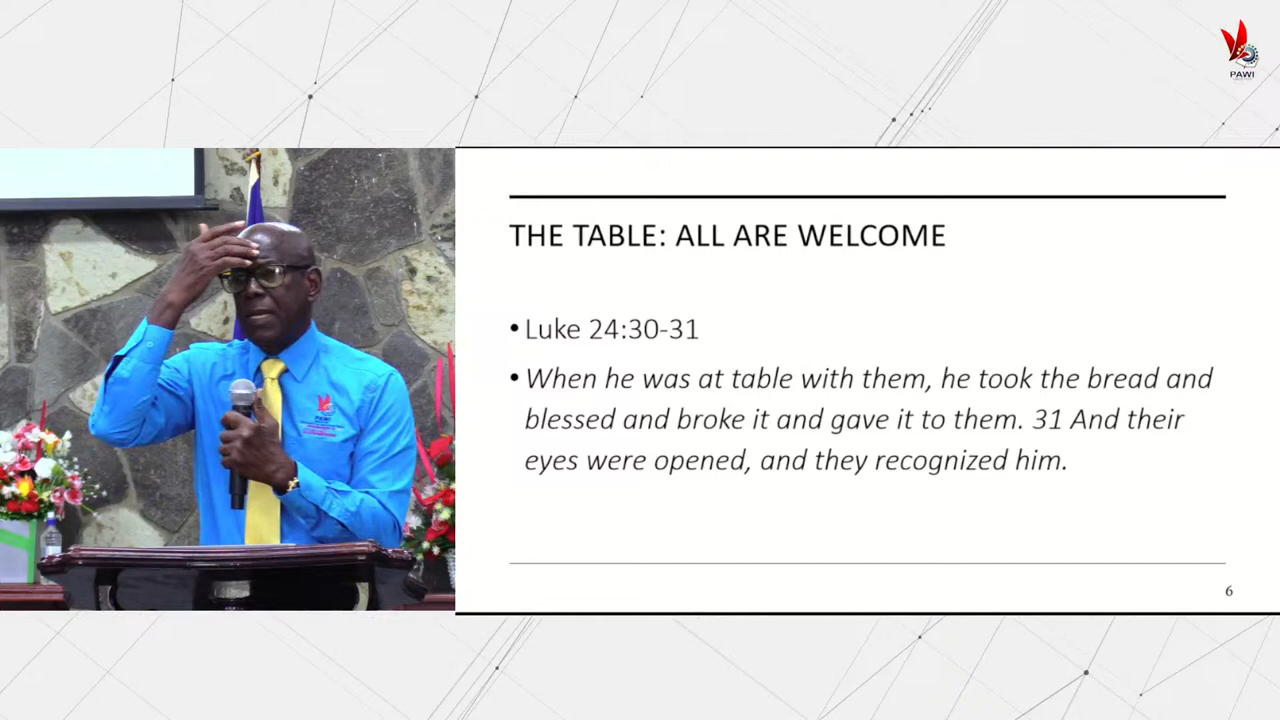 PAWI
THE TABLE: ALL ARE WELCOME
• Luke 24:30-31
• When he was at table with them, he took the bread and
blessed and broke it and gave it to them. 31 And their
eyes were opened, and they recognized him.
6
PAWI